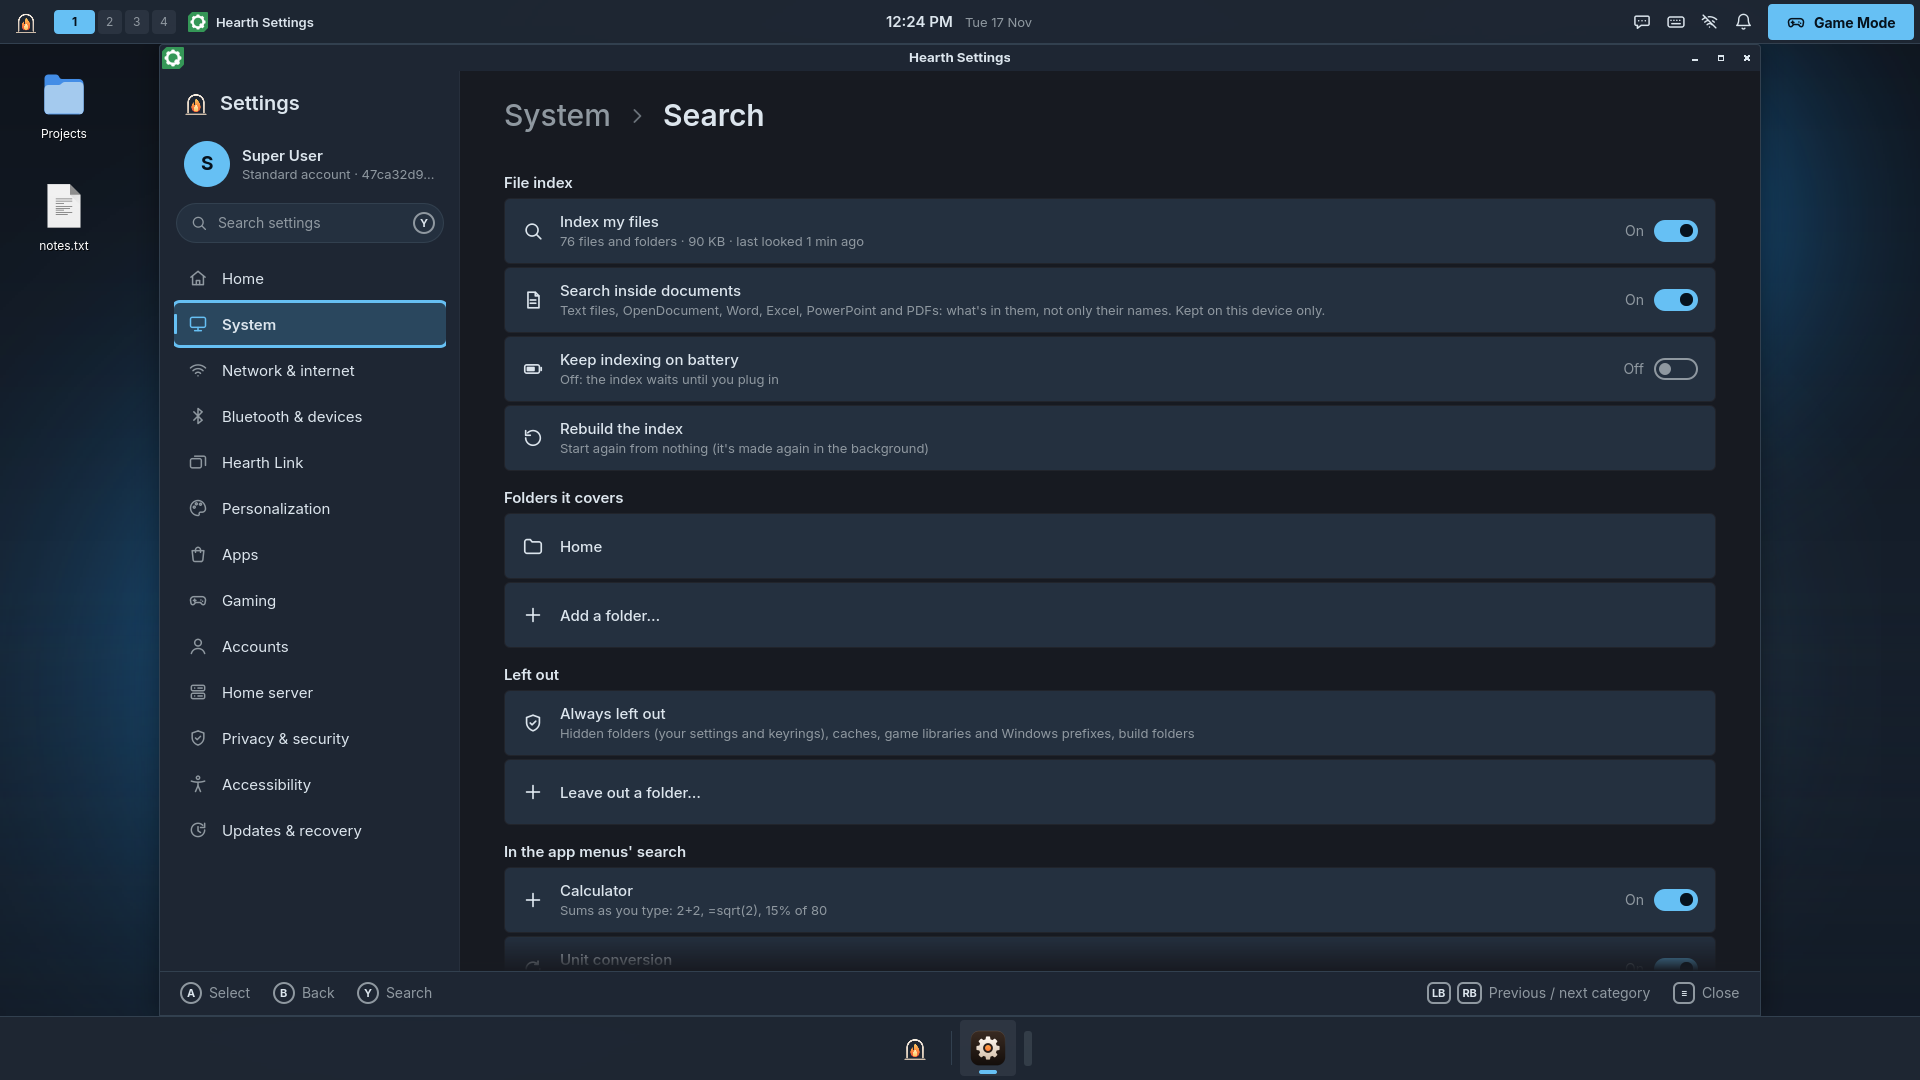 1 2 3 4 Hearth Settings 12:24 PM Tue 17 Nov Game Mode
Hearth Settings
Projects
notes.txt
Settings
S Super User
Standard account · 47ca32d9...
Search settings Y
Home
System
Network & internet
Bluetooth & devices
Hearth Link
Personalization
Apps
Gaming
Accounts
Home server
Privacy & security
Accessibility
Updates & recovery
System > Search
File index
Index my files
76 files and folders · 90 KB · last looked 1 min ago
On
Search inside documents
Text files, OpenDocument, Word, Excel, PowerPoint and PDFs: what's in them, not only their names. Kept on this device only.
On
Keep indexing on battery
Off: the index waits until you plug in
Off
Rebuild the index
Start again from nothing (it's made again in the background)
Folders it covers
Home
Add a folder...
Left out
Always left out
Hidden folders (your settings and keyrings), caches, game libraries and Windows prefixes, build folders
Leave out a folder...
In the app menus' search
Calculator
Sums as you type: 2+2, =sqrt(2), 15% of 80
On
Unit conversion
On
A Select B Back Y Search LB RB Previous / next category Close